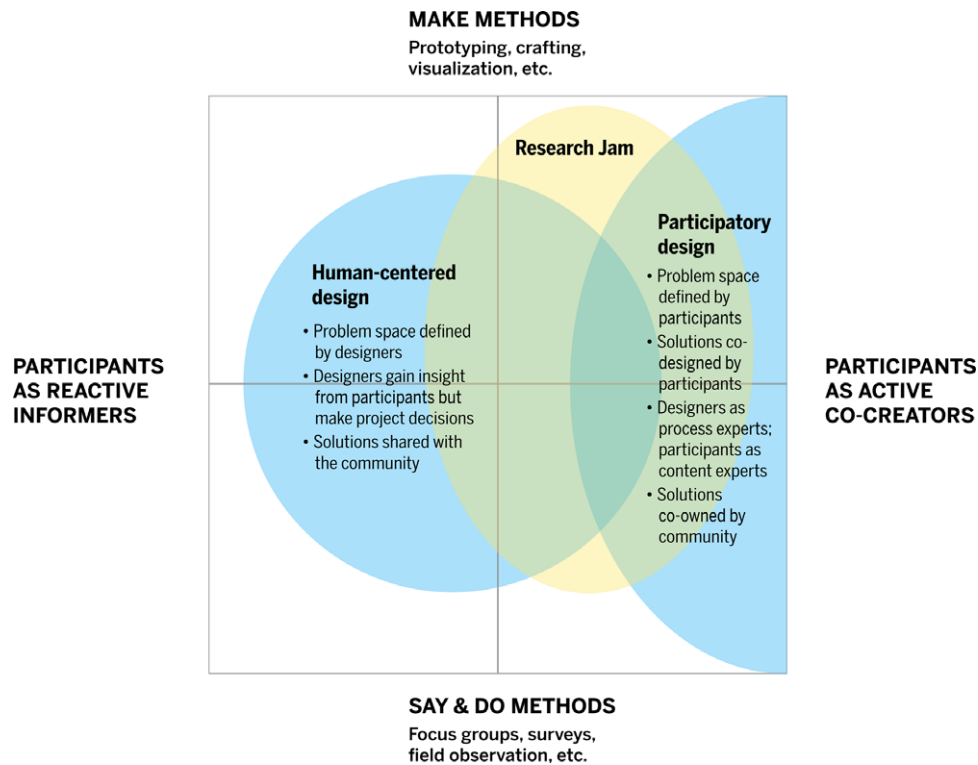 MAKE METHODS
Prototyping, crafting,
visualization, etc.
Research Jam
Human-centered
design
• Problem space defined
by designers
• Designers gain insight
from participants but
make project decisions
• Solutions shared with
the community
Participatory
design
• Problem space
defined by
participants
• Solutions co-
designed by
participants
• Designers as
process experts;
participants as
content experts
• Solutions
co-owned by
community
PARTICIPANTS
AS REACTIVE
INFORMERS
PARTICIPANTS
AS ACTIVE
CO-CREATORS
SAY & DO METHODS
Focus groups, surveys,
field observation, etc.